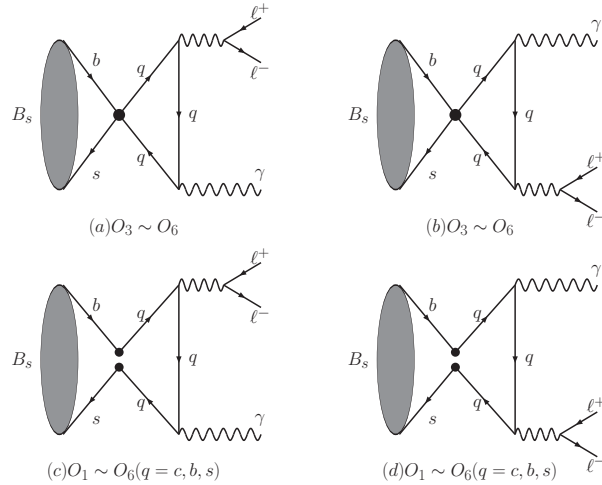 ℓ+
b
q
ℓ−
B_s
q
s
q
γ
(a)O_3 ∼ O_6
γ
b
q
B_s
q
ℓ+
s
q
ℓ−
(b)O_3 ∼ O_6
ℓ+
b
q
ℓ−
B_s
q
s
q
γ
(c)O_1 ∼ O_6(q = c, b, s)
γ
b
q
B_s
q
ℓ+
s
q
ℓ−
(d)O_1 ∼ O_6(q = c, b, s)